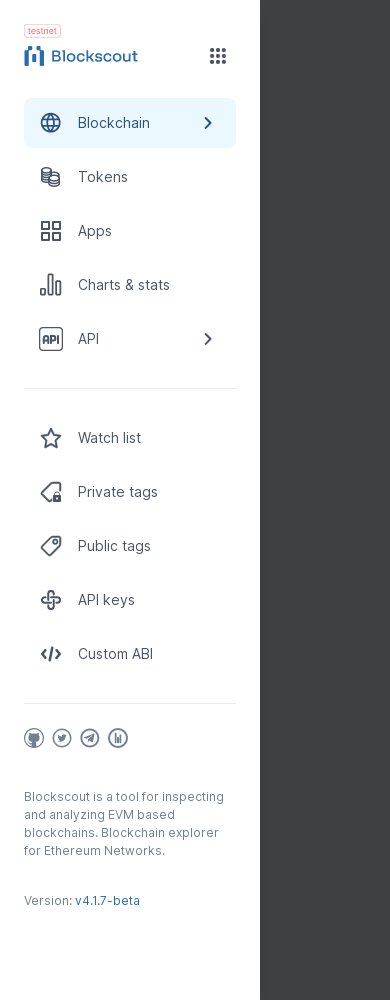 testnet
Blockscout
Blockchain
Tokens
Apps
Charts & stats
API
API
Watch list
Private tags
Public tags
API keys
Custom ABI
Blockscout is a tool for inspecting
and analyzing EVM based
blockchains. Blockchain explorer
for Ethereum Networks.
Version: v4.1.7-beta